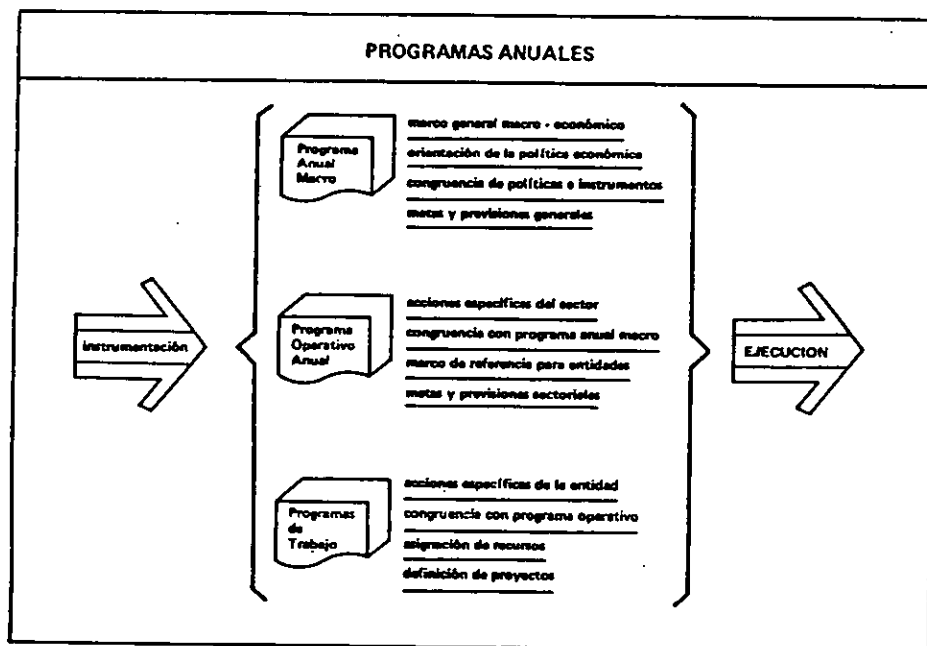 PROGRAMAS ANUALES
instrumentación
Programa
Anual
Macro
marco general macro - económico
orientación de la política económica
congruencia de políticas e instrumentos
metas y previsiones generales
Programa
Operativo
Anual
acciones específicas del sector
congruencia con programa anual macro
marco de referencia para entidades
metas y previsiones sectoriales
Programas
de
Trabajo
acciones específicas de la entidad
congruencia con programa operativo
asignación de recursos
definición de proyectos
EJECUCION